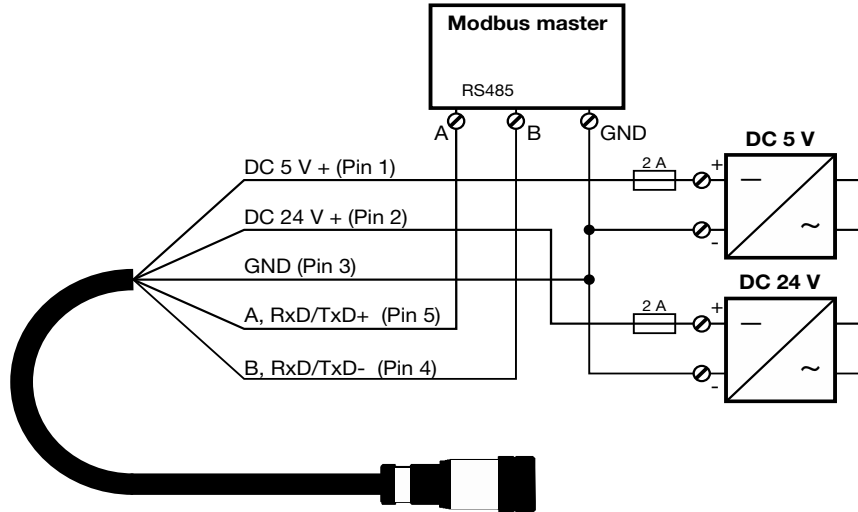 Modbus master
RS485
A
B
GND
DC 5 V
DC 5 V + (Pin 1)
2 A
+
—
DC 24 V + (Pin 2)
-
~
GND (Pin 3)
DC 24 V
A, RxD/TxD+ (Pin 5)
2 A
+
—
B, RxD/TxD- (Pin 4)
-
~